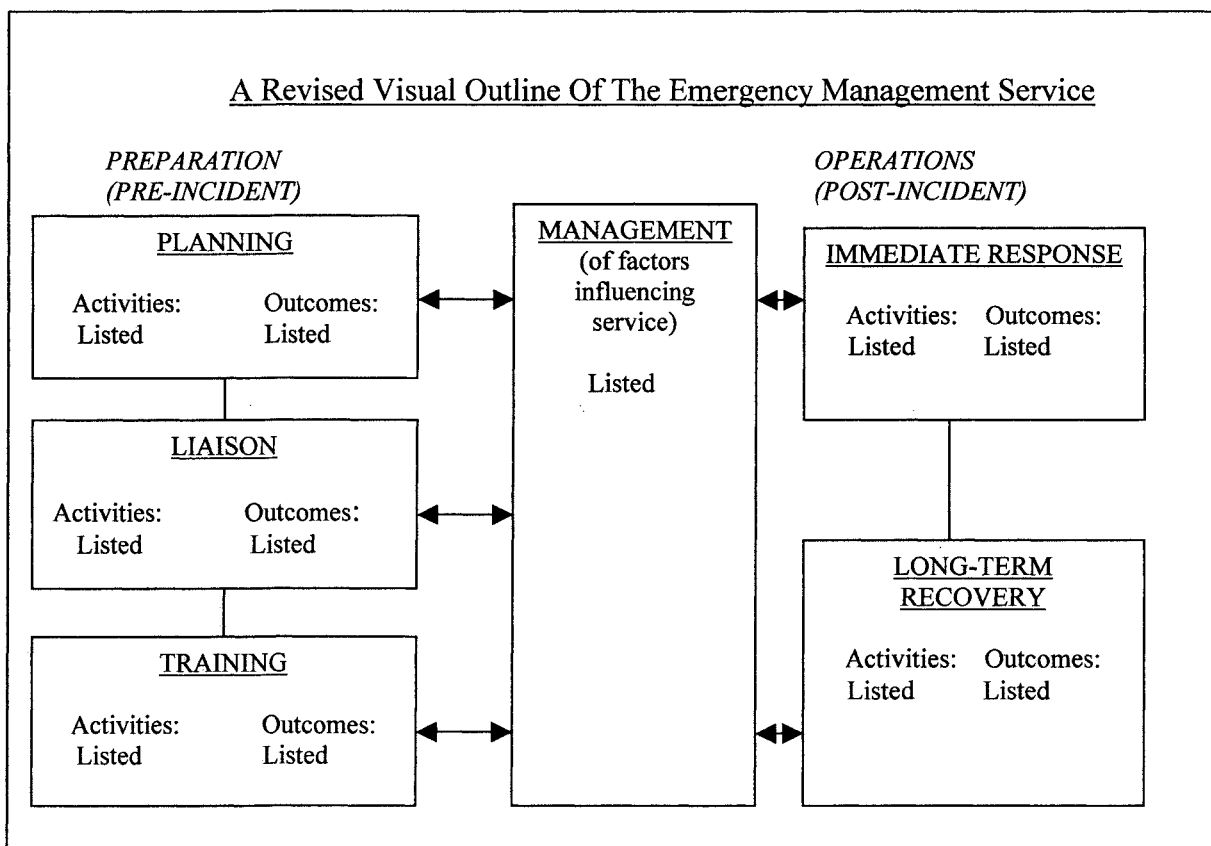 A Revised Visual Outline Of The Emergency Management Service
PREPARATION
(PRE-INCIDENT)
PLANNING
Activities: Outcomes:
Listed Listed
LIAISON
Activities: Outcomes:
Listed Listed
TRAINING
Activities: Outcomes:
Listed Listed
MANAGEMENT
(of factors
influencing
service)
Listed
OPERATIONS
(POST-INCIDENT)
IMMEDIATE RESPONSE
Activities: Outcomes:
Listed Listed
LONG-TERM
RECOVERY
Activities: Outcomes:
Listed Listed